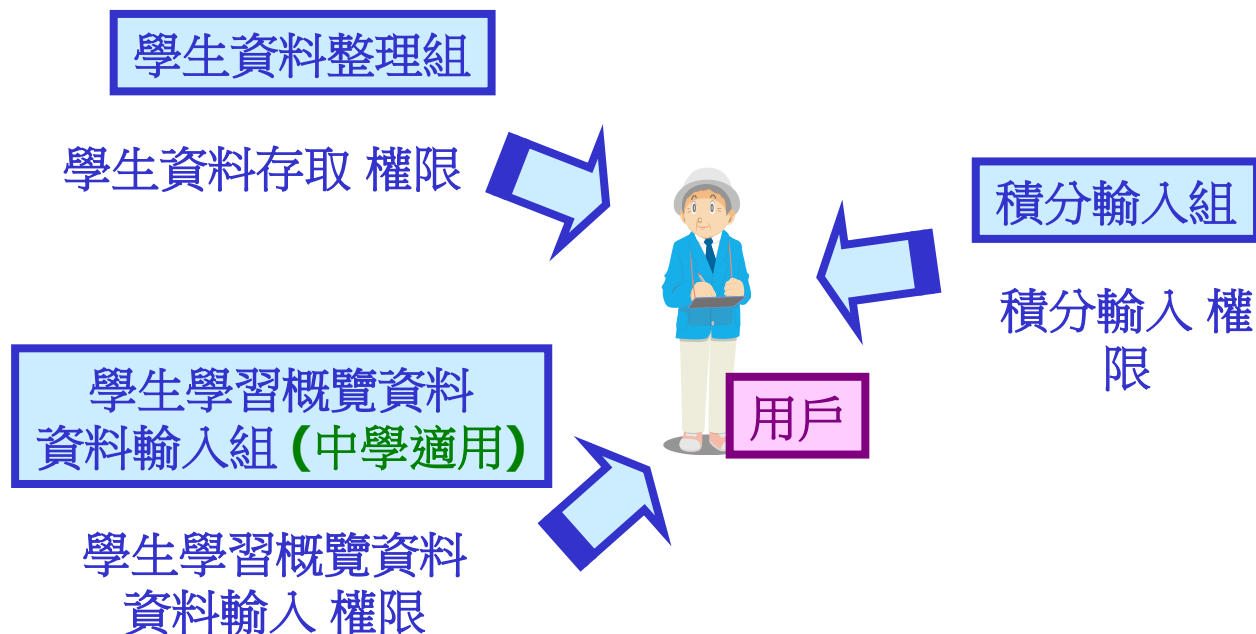 學生資料整理組
學生資料存取 權限
積分輸入組
積分輸入 權
限
學生學習概覽資料
資料輸入組 (中學適用)
用戶
學生學習概覽資料
資料輸入 權限